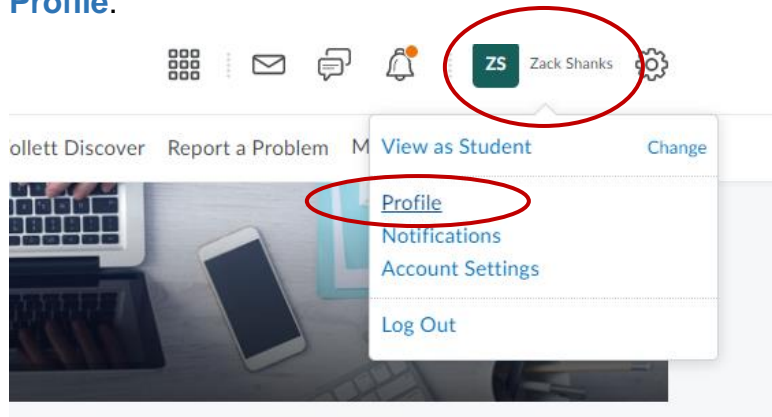 Profile.
ZS Zack Shanks
ollett Discover Report a Problem M
View as Student Change
Profile
Notifications
Account Settings
Log Out